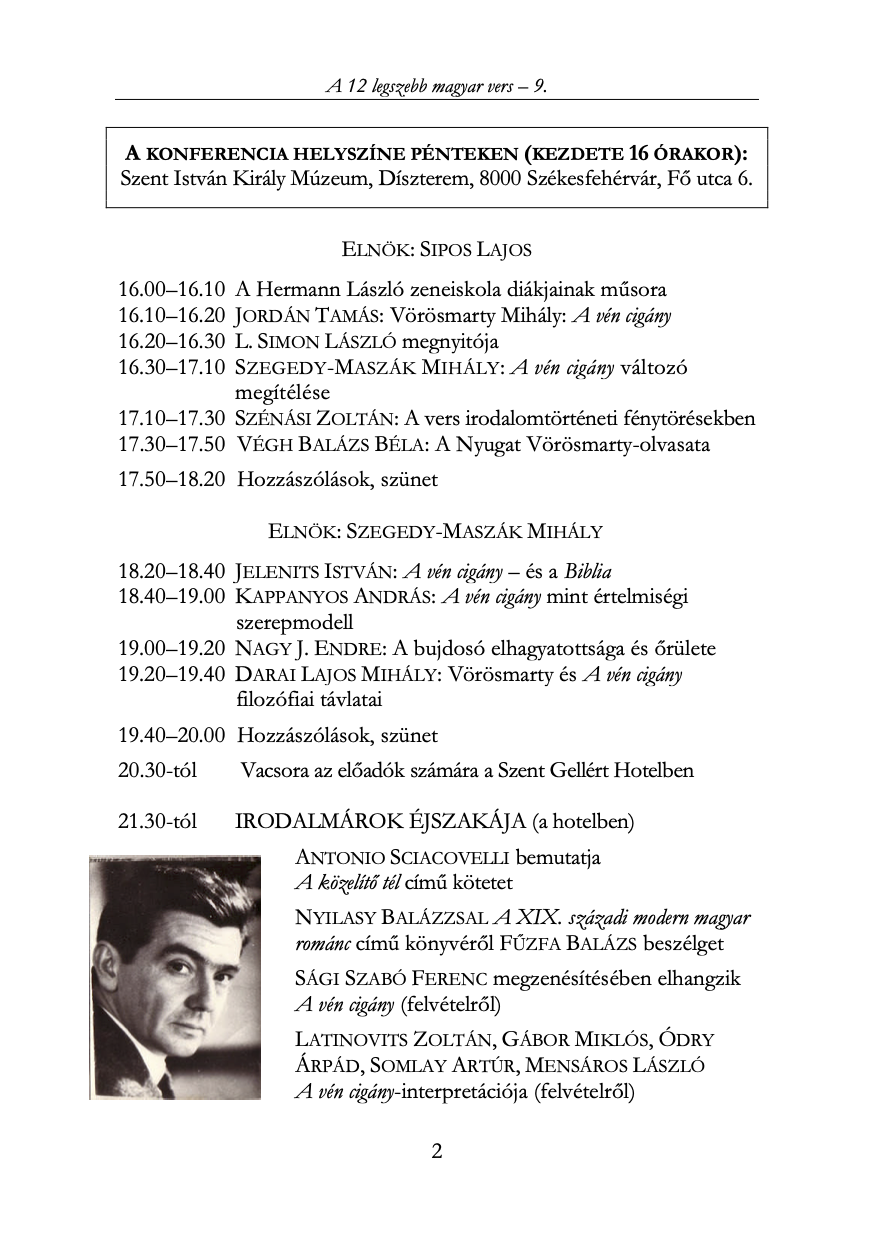 A 12 legszebb magyar vers – 9.
A KONFERENCIA HELYSZÍNE PÉNTEKEN (KEZDETE 16 ÓRAKOR):
Szent István Király Múzeum, Díszterem, 8000 Székesfehérvár, Fő utca 6.
ELNÖK: SIPOS LAJOS
16.00–16.10 A Hermann László zeneiskola diákjainak műsora
16.10–16.20 JORDÁN TAMÁS: Vörösmarty Mihály: A vén cigány
16.20–16.30 L. SIMON LÁSZLÓ megnyitója
16.30–17.10 SZEGEDY-MASZÁK MIHÁLY: A vén cigány változó
megítélése
17.10–17.30 SZÉNÁSI ZOLTÁN: A vers irodalomtörténeti fénytörésekben
17.30–17.50 VÉGH BALÁZS BÉLA: A Nyugat Vörösmarty-olvasata
17.50–18.20 Hozzászólások, szünet
ELNÖK: SZEGEDY-MASZÁK MIHÁLY
18.20–18.40 JELENITS ISTVÁN: A vén cigány – és a Biblia
18.40–19.00 KAPPANYOS ANDRÁS: A vén cigány mint értelmiségi
szerepmodell
19.00–19.20 NAGY J. ENDRE: A bujdosó elhagyatottsága és őrülete
19.20–19.40 DARAI LAJOS MIHÁLY: Vörösmarty és A vén cigány
filozófiai távlatai
19.40–20.00 Hozzászólások, szünet
20.30-tól Vacsora az előadók számára a Szent Gellért Hotelben
21.30-tól IRODALMÁROK ÉJSZAKÁJA (a hotelben)
ANTONIO SCIACOVELLI bemutatja
A közelítő tél című kötetet
NYILASY BALÁZZSAL A XIX. századi modern magyar
románc című könyvéről FŰZFA BALÁZS beszélget
SÁGI SZABÓ FERENC megzenésítésében elhangzik
A vén cigány (felvételről)
LATINOVITS ZOLTÁN, GÁBOR MIKLÓS, ÓDRY
ÁRPÁD, SOMLAY ARTÚR, MENSÁROS LÁSZLÓ
A vén cigány-interpretációja (felvételről)
2